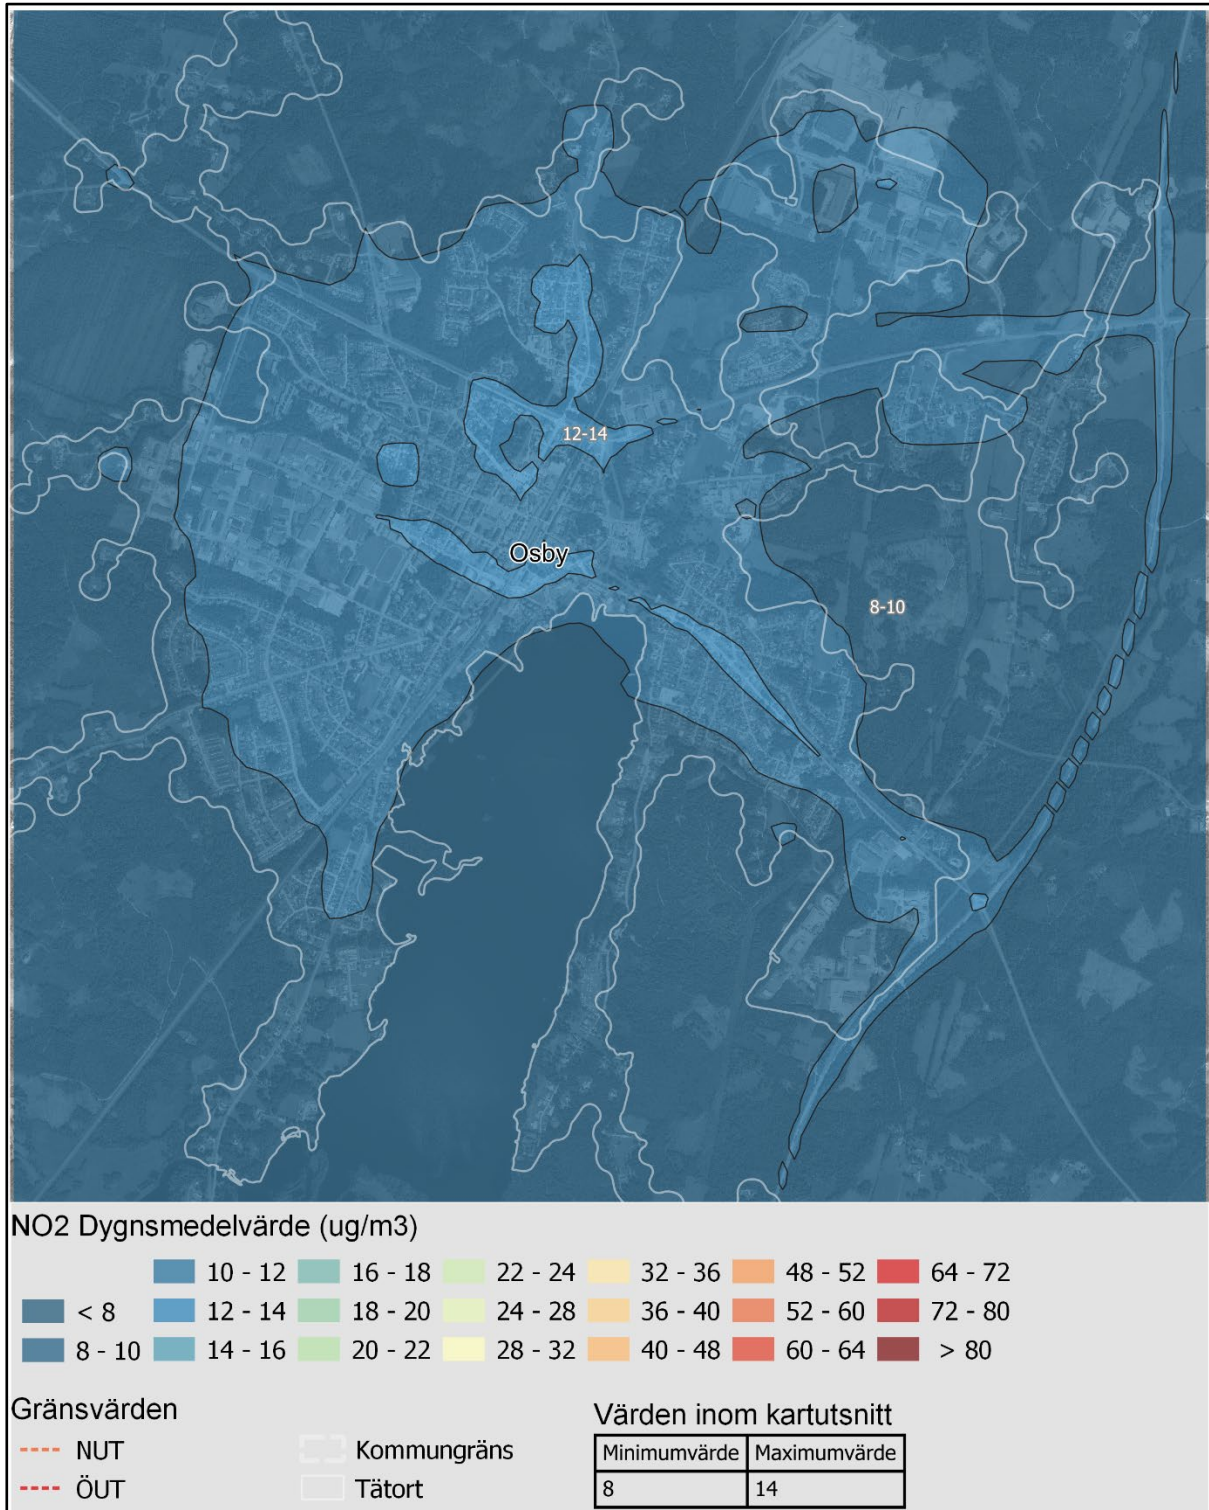 12-14
Osby
8-10
NO2 Dygnsmedelvärde (ug/m3)
10 - 12 16 - 18 22 - 24 32 - 36 48 - 52 64 - 72
< 8 12 - 14 18 - 20 24 - 28 36 - 40 52 - 60 72 - 80
8 - 10 14 - 16 20 - 22 28 - 32 40 - 48 60 - 64 > 80
Gränsvärden
NUT
ÖUT
Kommungräns
Tätort
Värden inom kartutsnitt
Minimumvärde Maximumvärde
8 14